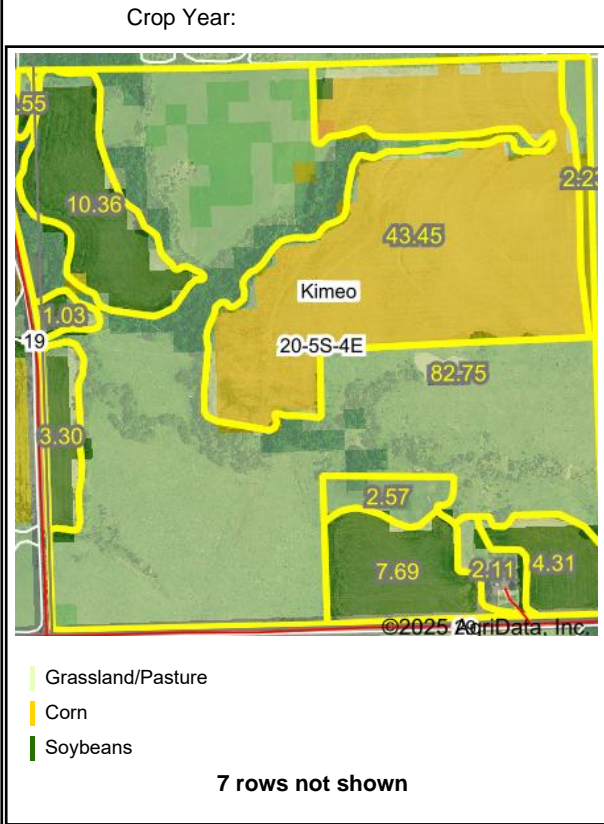 Crop Year:
.55
10.36
2.23
43.45
Kimeo
1.03
19
20-5S-4E
82.75
3.30
2.57
7.69
2.11
4.31
©2025 AgriData, Inc.
Grassland/Pasture
Corn
Soybeans
7 rows not shown